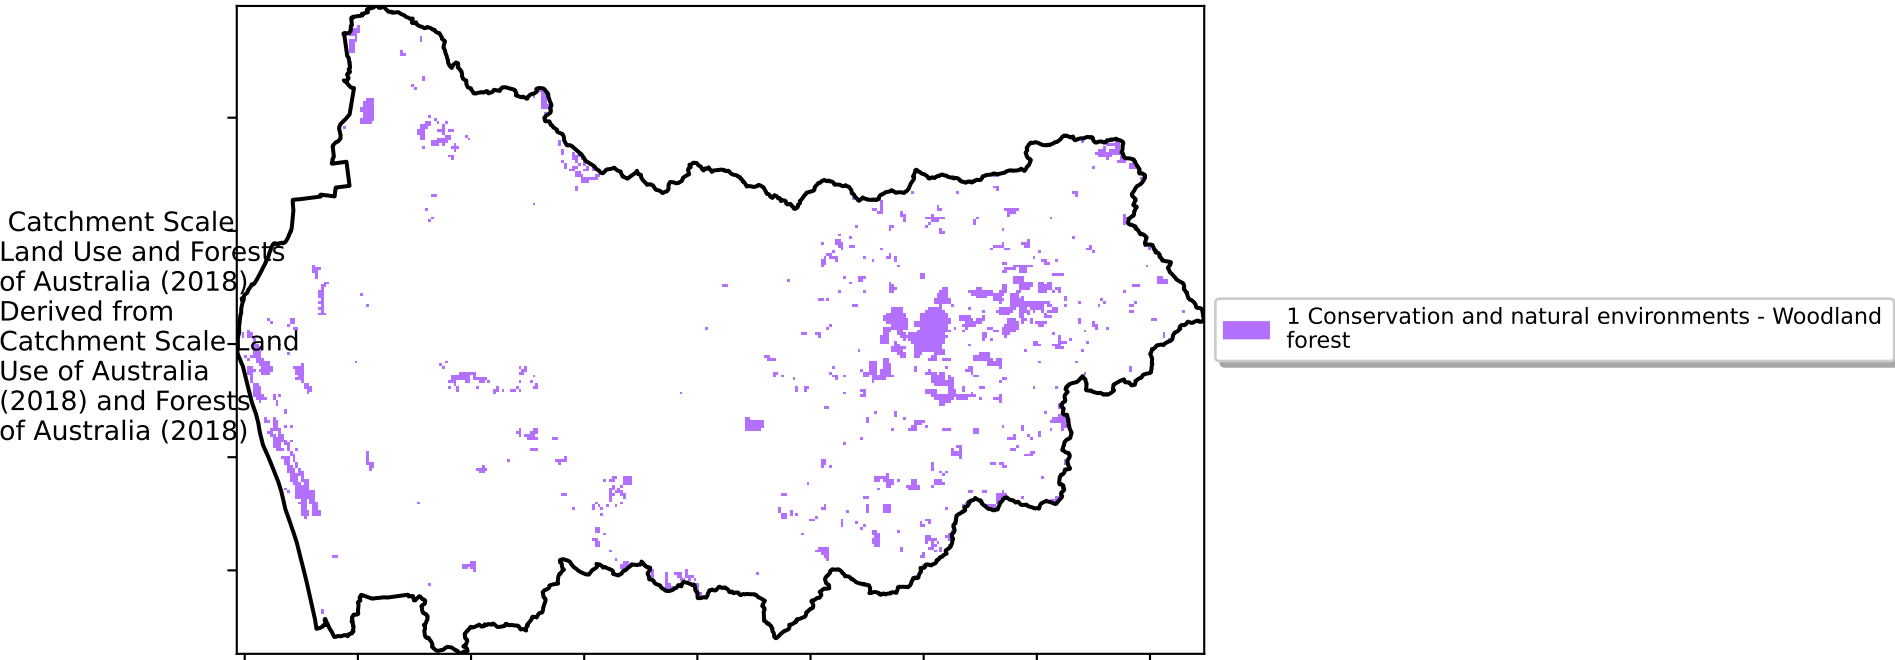 Catchment Scale
Land Use and Forests
of Australia (2018)
Derived from
Catchment Scale Land
Use of Australia
(2018) and Forests
of Australia (2018)
1 Conservation and natural environments - Woodland
forest